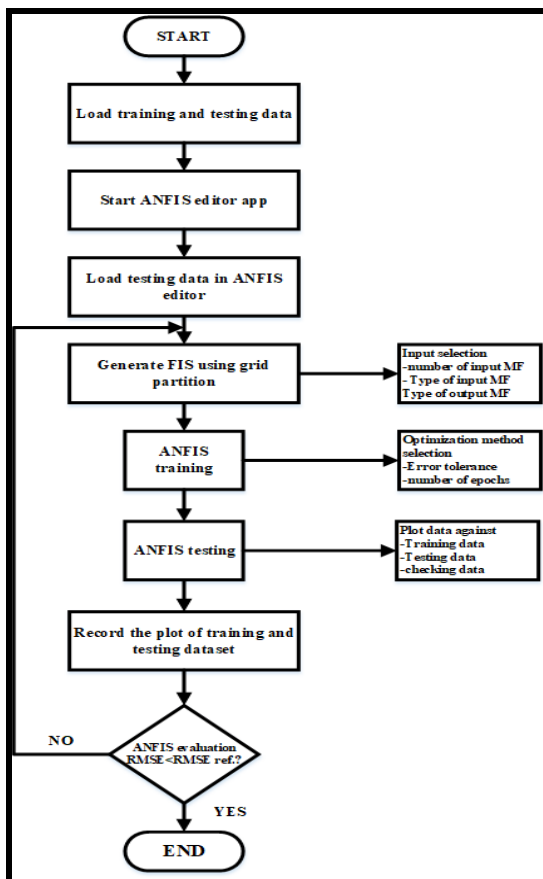 START
Load training and testing data
Start ANFIS editor app
Load testing data in ANFIS
editor
Generate FIS using grid
partition
Input selection
-number of input MF
- Type of input MF
Type of output MF
ANFIS
training
Optimization method
selection
-Error tolerance
-number of epochs
ANFIS testing
Plot data against
-Training data
-Testing data
-checking data
Record the plot of training and
testing dataset
NO
ANFIS evaluation
RMSE<RMSE ref.?
YES
END